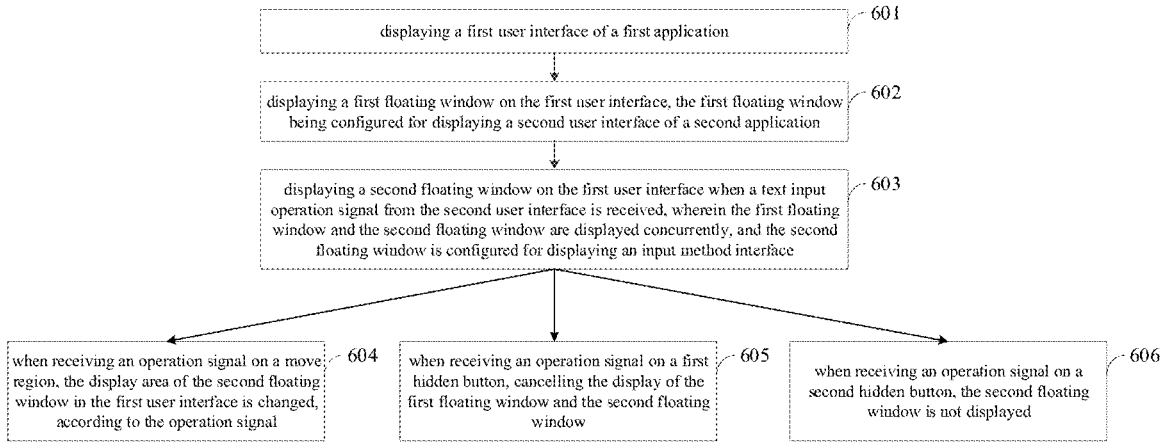 601
displaying a first user interface of a first application
602
displaying a first floating window on the first user interface, the first floating window
being configured for displaying a second user interface of a second application
603
displaying a second floating window on the first user interface when a text input
operation signal from the second user interface is received, wherein the first floating
window and the second floating window are displayed concurrently, and the second
floating window is configured for displaying an input method interface
604
when receiving an operation signal on a move
region, the display area of the second floating
window in the first user interface is changed,
according to the operation signal
605
when receiving an operation signal on a first
hidden button, cancelling the display of the
first floating window and the second floating
window
606
when receiving an operation signal on a
second hidden button, the second floating
window is not displayed